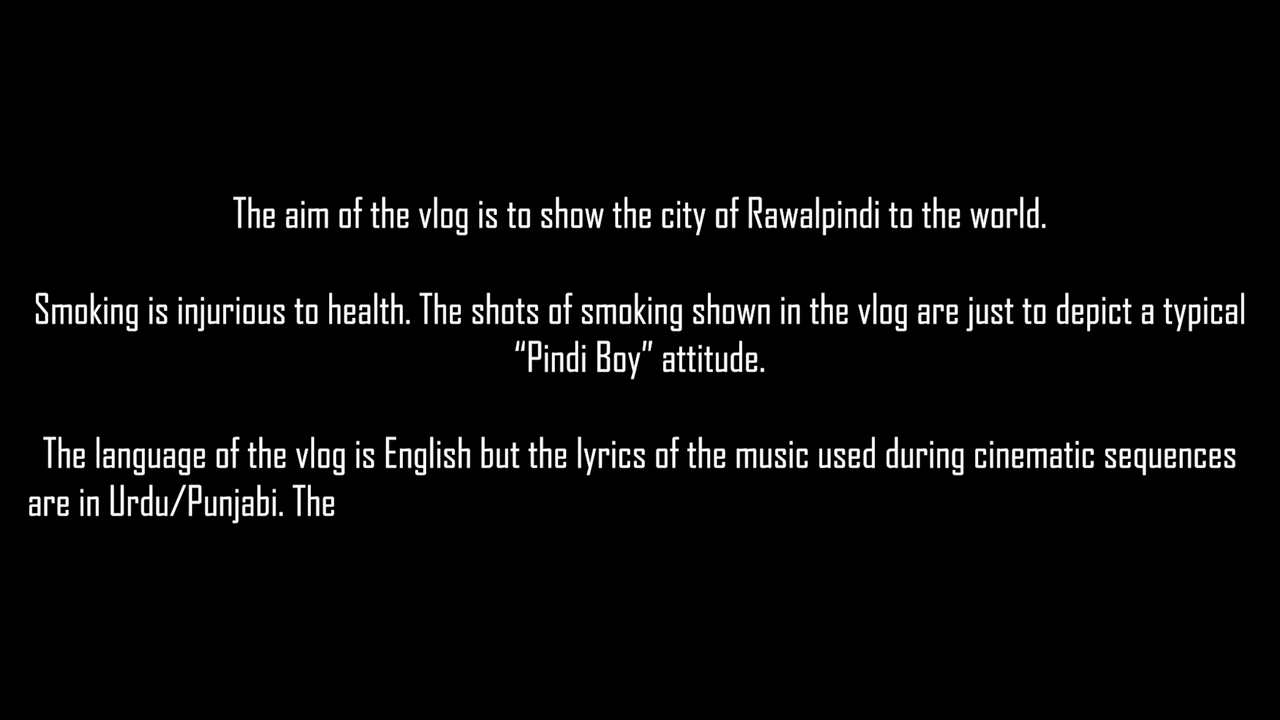 The aim of the vlog is to show the city of Rawalpindi to the world.
Smoking is injurious to health. The shots of smoking shown in the vlog are just to depict a typical
“Pindi Boy” attitude.
The language of the vlog is English but the lyrics of the music used during cinematic sequences
are in Urdu/Punjabi. The